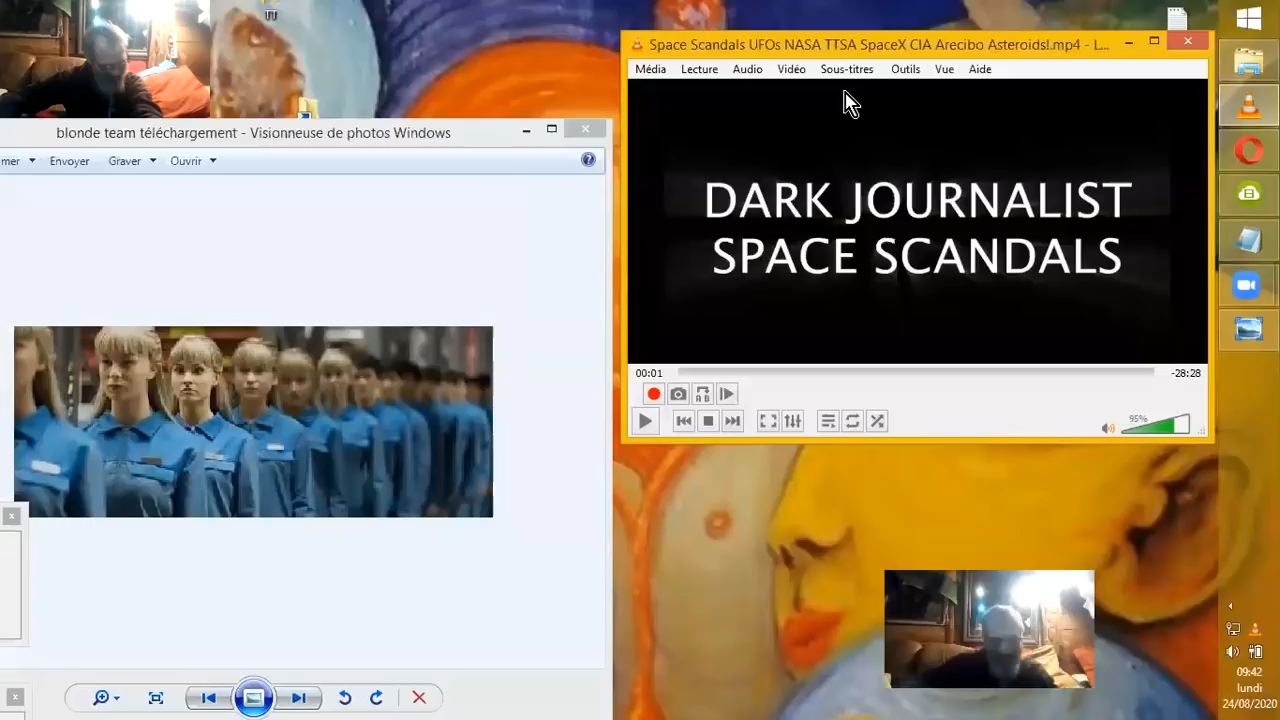 TT
Space Scandals UFOs NASA TTSA SpaceX CIA Arecibo Asteroidsl.mp4 - L...
Média Lecture Audio Vidéo Sous-titres Outils Vue Aide
DARK JOURNALIST
SPACE SCANDALS
00:01 -28:28
95%
blonde team téléchargement - Visionneuse de photos Windows
mer Envoyer Graver Ouvrir
09:42
lundi
24/08/2020